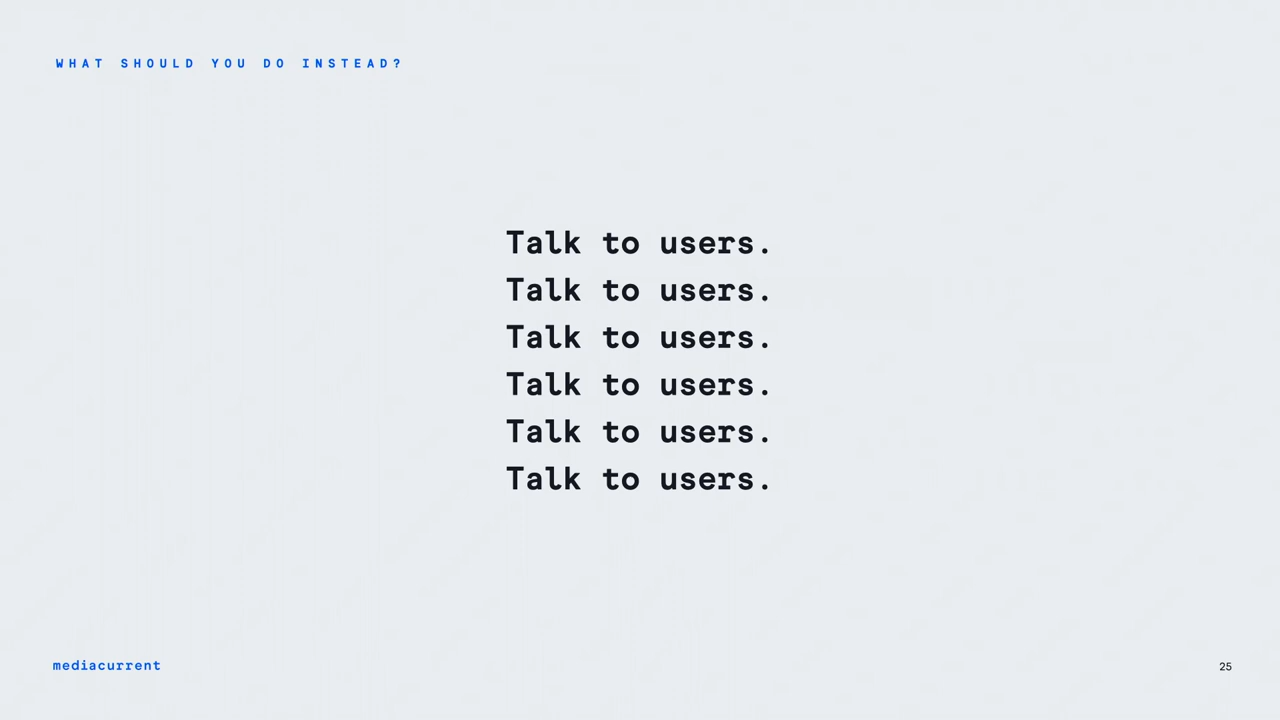 WHAT SHOULD YOU DO INSTEAD?
Talk to users.
Talk to users.
Talk to users.
Talk to users.
Talk to users.
Talk to users.
mediacurrent
25